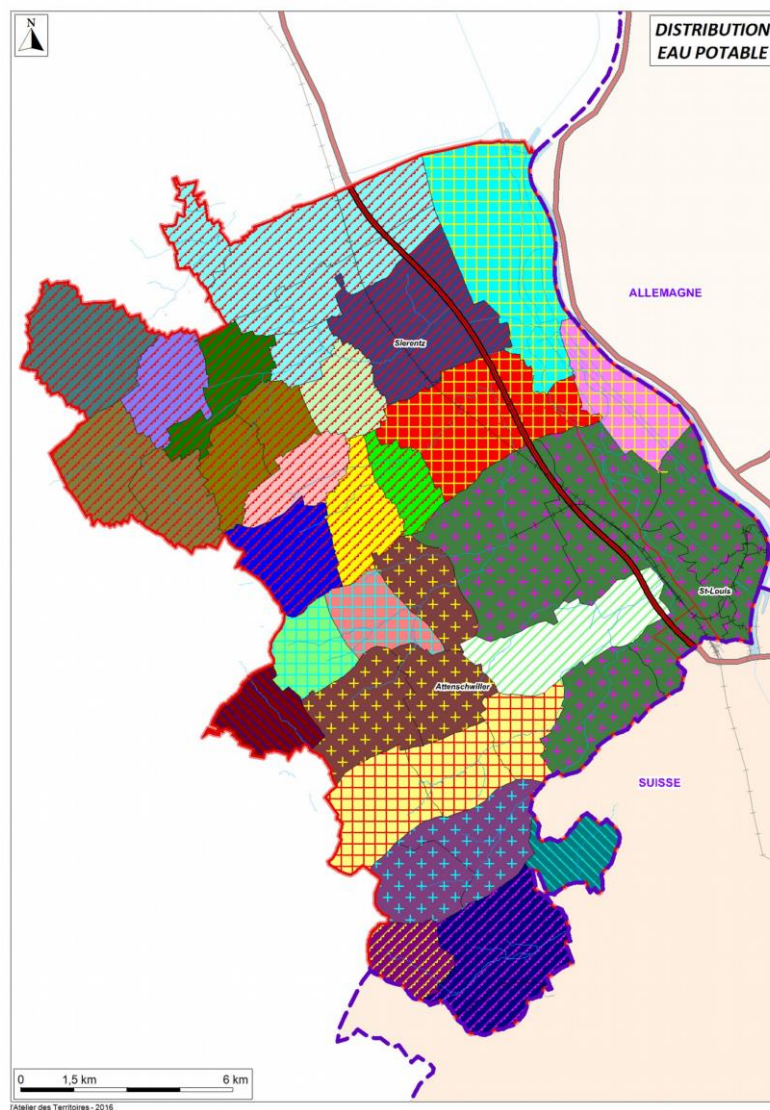 N
DISTRIBUTION
EAU POTABLE
ALLEMAGNE
Sierentz
St-Louis
Attenschwiller
SUISSE
0 1,5 km 6 km
l'Atelier des Territoires - 2016